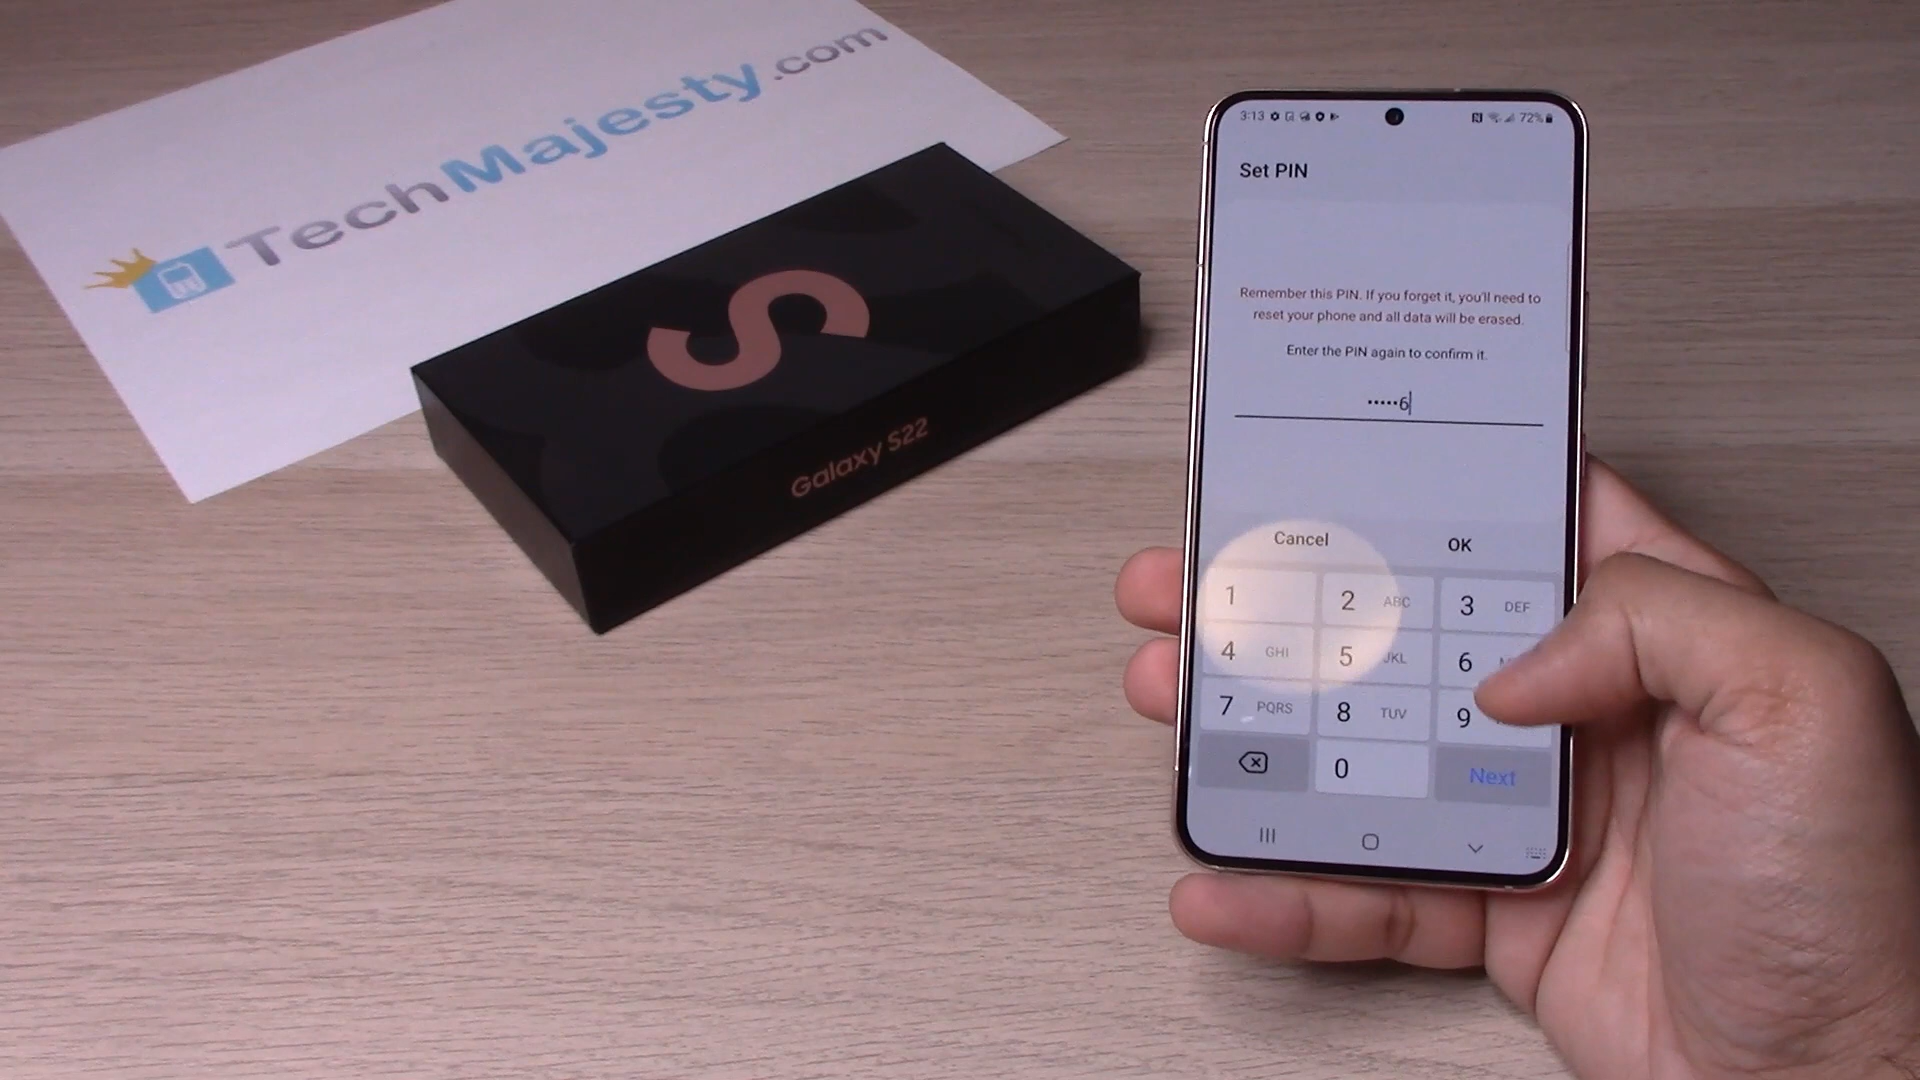 TechMajesty.com
S
Galaxy S22
3:13
72%
Set PIN
Remember this PIN. If you forget it, you'll need to
reset your phone and all data will be erased.
Enter the PIN again to confirm it.
•••••6
Cancel OK
1 2 ABC 3 DEF
4 GHI 5 JKL 6
7 PQRS 8 TUV 9
0 Next